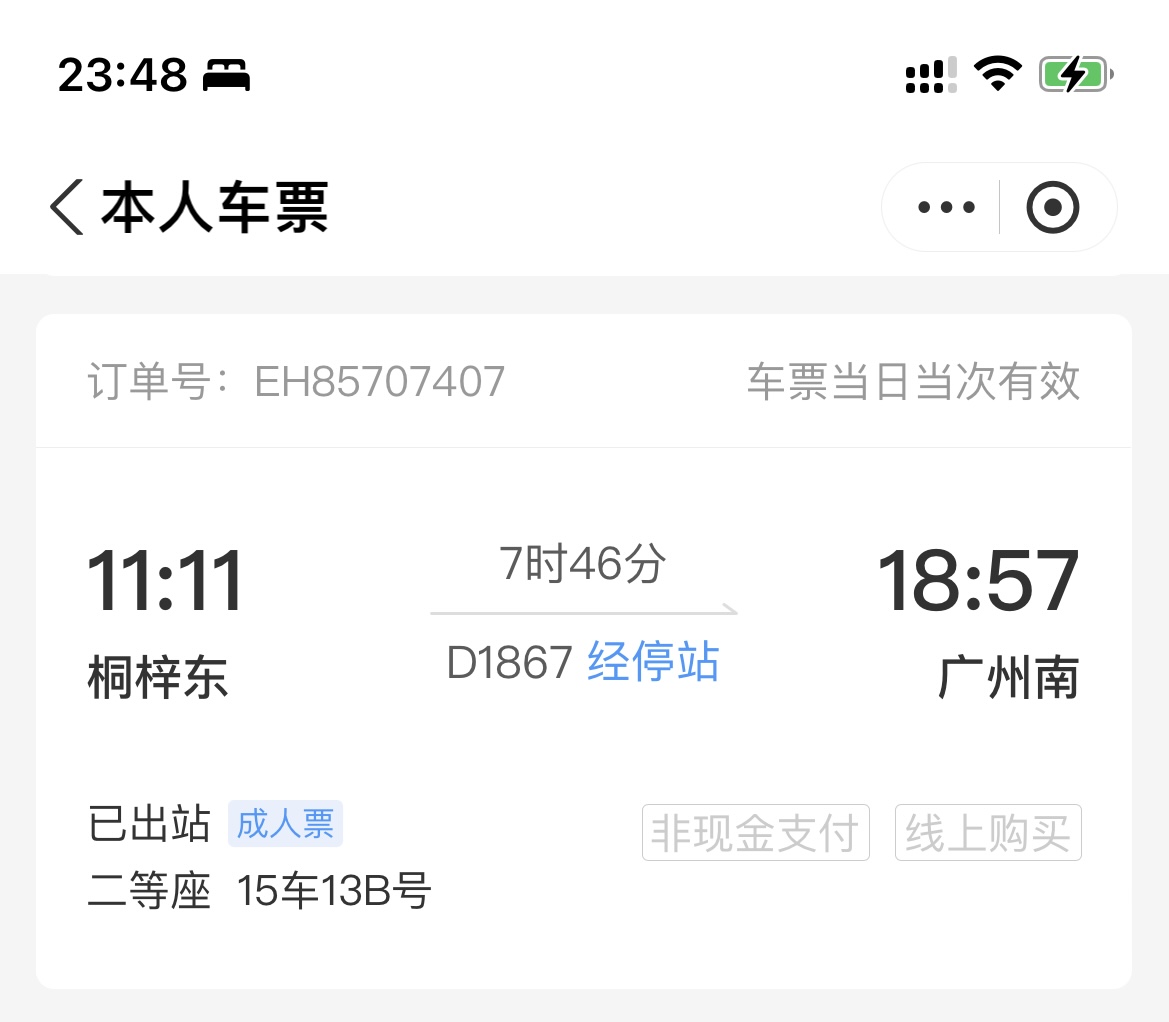 23:48
本人车票
订单号：EH85707407 车票当日当次有效
11:11 7时46分 18:57
桐梓东 D1867 经停站 广州南
已出站 成人票 非现金支付 线上购买
二等座 15车13B号